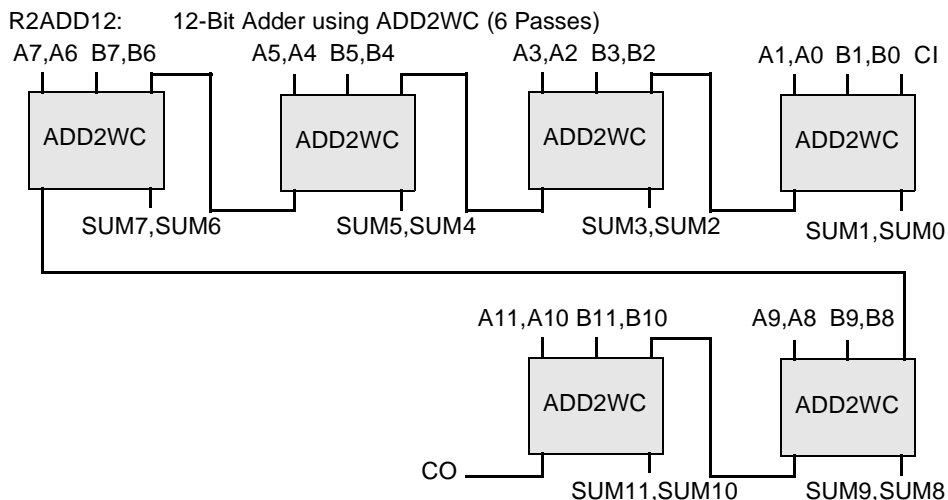 R2ADD12: 12-Bit Adder using ADD2WC (6 Passes)
A7,A6 B7,B6 A5,A4 B5,B4 A3,A2 B3,B2 A1,A0 B1,B0 CI
ADD2WC ADD2WC ADD2WC ADD2WC
SUM7,SUM6 SUM5,SUM4 SUM3,SUM2 SUM1,SUM0
A11,A10 B11,B10 A9,A8 B9,B8
ADD2WC ADD2WC
CO
SUM11,SUM10 SUM9,SUM8